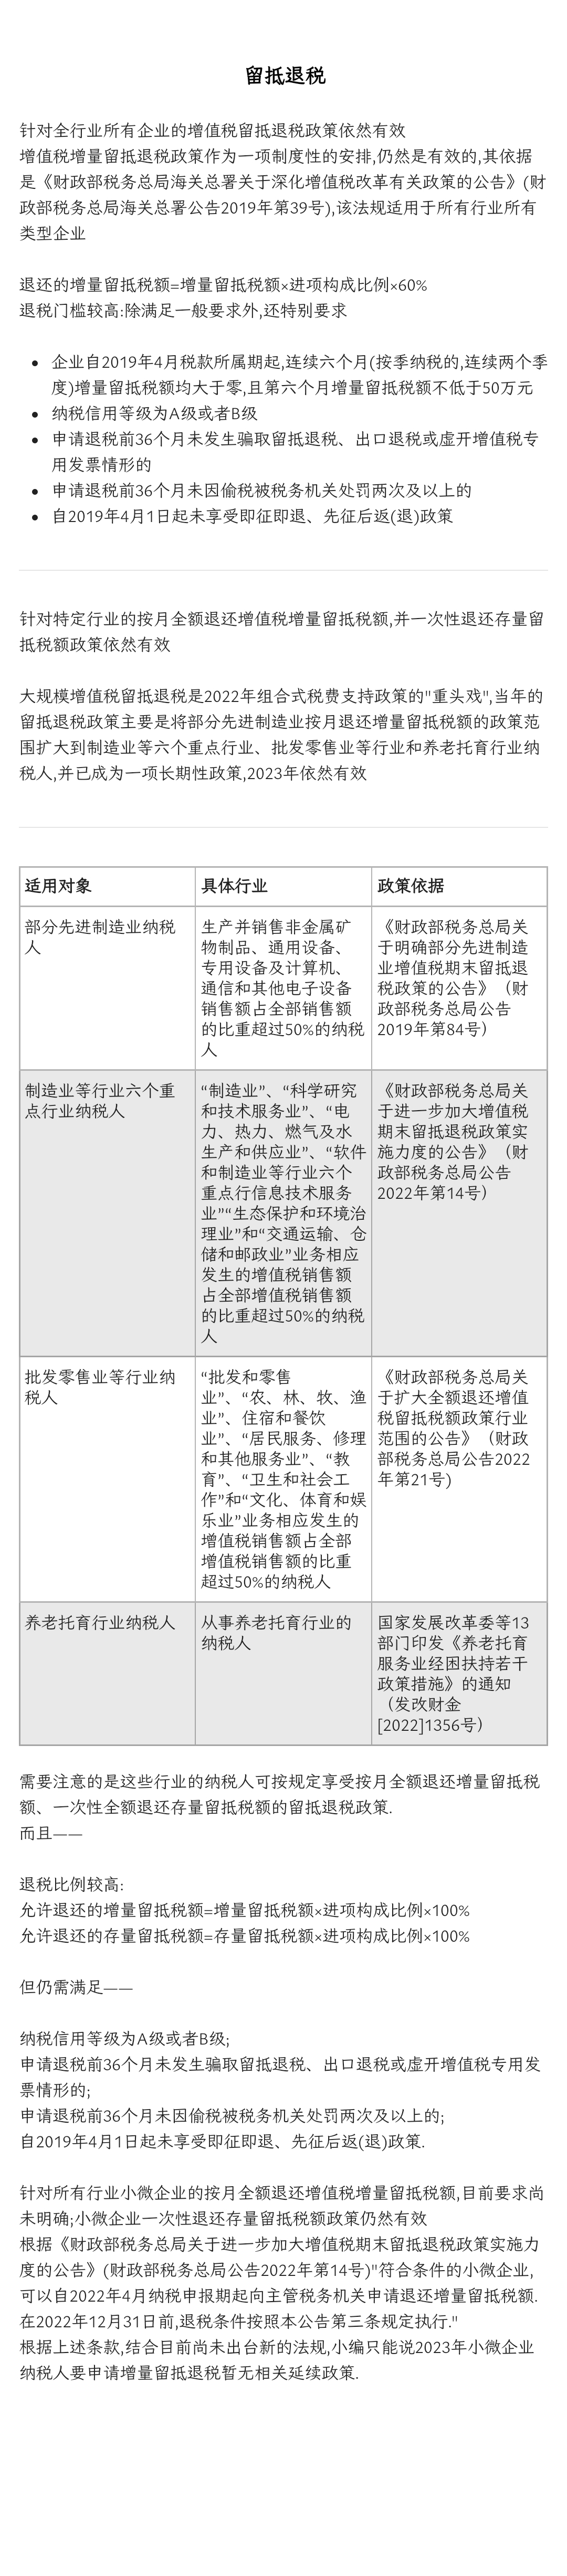 留抵退税
针对全行业所有企业的增值税留抵退税政策依然有效
增值税增量留抵退税政策作为一项制度性的安排,仍然是有效的,其依据
是《财政部税务总局海关总署关于深化增值税改革有关政策的公告》(财
政部税务总局海关总署公告2019年第39号),该法规适用于所有行业所有
类型企业
退还的增量留抵税额=增量留抵税额×进项构成比例×60%
退税门槛较高:除满足一般要求外,还特别要求
● 企业自2019年4月税款所属期起,连续六个月(按季纳税的,连续两个季
度)增量留抵税额均大于零,且第六个月增量留抵税额不低于50万元
● 纳税信用等级为A级或者B级
● 申请退税前36个月未发生骗取留抵退税、出口退税或虚开增值税专
用发票情形的
● 申请退税前36个月未因偷税被税务机关处罚两次及以上的
● 自2019年4月1日起未享受即征即退、先征后返(退)政策
针对特定行业的按月全额退还增值税增量留抵税额,并一次性退还存量留
抵税额政策依然有效
大规模增值税留抵退税是2022年组合式税费支持政策的"重头戏",当年的
留抵退税政策主要是将部分先进制造业按月退还增量留抵税额的政策范
围扩大到制造业等六个重点行业、批发零售业等行业和养老托育行业纳
税人,并已成为一项长期性政策,2023年依然有效
适用对象
具体行业
政策依据
部分先进制造业纳税
人
生产并销售非金属矿
物制品、通用设备、
专用设备及计算机、
通信和其他电子设备
销售额占全部销售额
的比重超过50%的纳税
人
《财政部税务总局关
于明确部分先进制造
业增值税期末留抵退
税政策的公告》（财
政部税务总局公告
2019年第84号）
制造业等行业六个重
点行业纳税人
“制造业”、“科学研究
和技术服务业”、“电
力、热力、燃气及水
生产和供应业”、“软件
和制造业等行业六个
重点行信息技术服务
业”“生态保护和环境治
理业”和“交通运输、仓
储和邮政业”业务相应
发生的增值税销售额
占全部增值税销售额
的比重超过50%的纳税
人
《财政部税务总局关
于进一步加大增值税
期末留抵退税政策实
施力度的公告》（财
政部税务总局公告
2022年第14号）
批发零售业等行业纳
税人
“批发和零售
业”、“农、林、牧、渔
业”、住宿和餐饮
业”、“居民服务、修理
和其他服务业”、“教
育”、“卫生和社会工
作”和“文化、体育和娱
乐业”业务相应发生的
增值税销售额占全部
增值税销售额的比重
超过50%的纳税人
《财政部税务总局关
于扩大全额退还增值
税留抵税额政策行业
范围的公告》（财政
部税务总局公告2022
年第21号)
养老托育行业纳税人
从事养老托育行业的
纳税人
国家发展改革委等13
部门印发《养老托育
服务业经困扶持若干
政策措施》的通知
（发改财金
[2022]1356号）
需要注意的是这些行业的纳税人可按规定享受按月全额退还增量留抵税
额、一次性全额退还存量留抵税额的留抵退税政策.
而且——
退税比例较高:
允许退还的增量留抵税额=增量留抵税额×进项构成比例×100%
允许退还的存量留抵税额=存量留抵税额×进项构成比例×100%
但仍需满足——
纳税信用等级为A级或者B级;
申请退税前36个月未发生骗取留抵退税、出口退税或虚开增值税专用发
票情形的;
申请退税前36个月未因偷税被税务机关处罚两次及以上的;
自2019年4月1日起未享受即征即退、先征后返(退)政策.
针对所有行业小微企业的按月全额退还增值税增量留抵税额,目前要求尚
未明确;小微企业一次性退还存量留抵税额政策仍然有效
根据《财政部税务总局关于进一步加大增值税期末留抵退税政策实施力
度的公告》(财政部税务总局公告2022年第14号)"符合条件的小微企业,
可以自2022年4月纳税申报期起向主管税务机关申请退还增量留抵税额.
在2022年12月31日前,退税条件按照本公告第三条规定执行."
根据上述条款,结合目前尚未出台新的法规,小编只能说2023年小微企业
纳税人要申请增量留抵退税暂无相关延续政策.